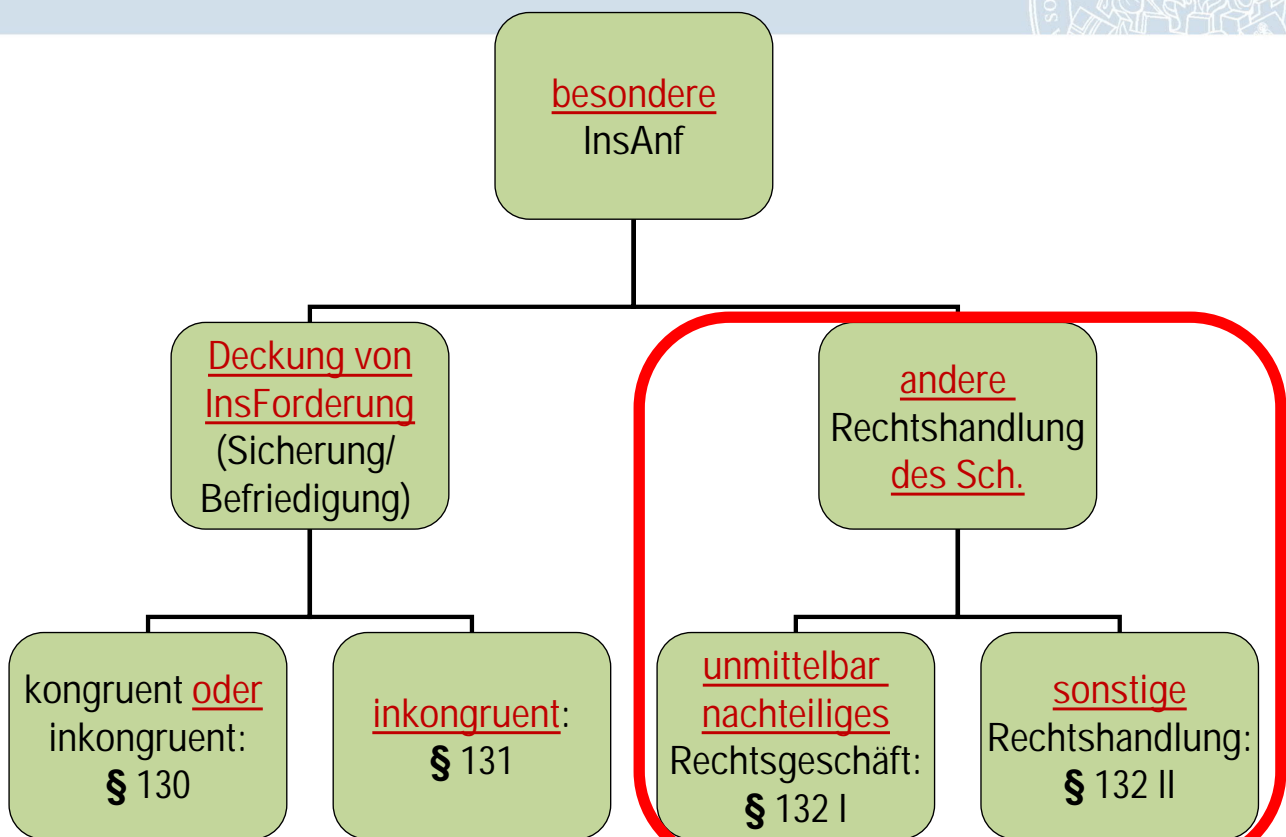 besondere
InsAnf
Deckung von
InsForderung
(Sicherung/
Befriedigung)
andere
Rechtshandlung
des Sch.
kongruent oder
inkongruent:
§ 130
inkongruent:
§ 131
unmittelbar
nachteiliges
Rechtsgeschäft:
§ 132 I
sonstige
Rechtshandlung:
§ 132 II